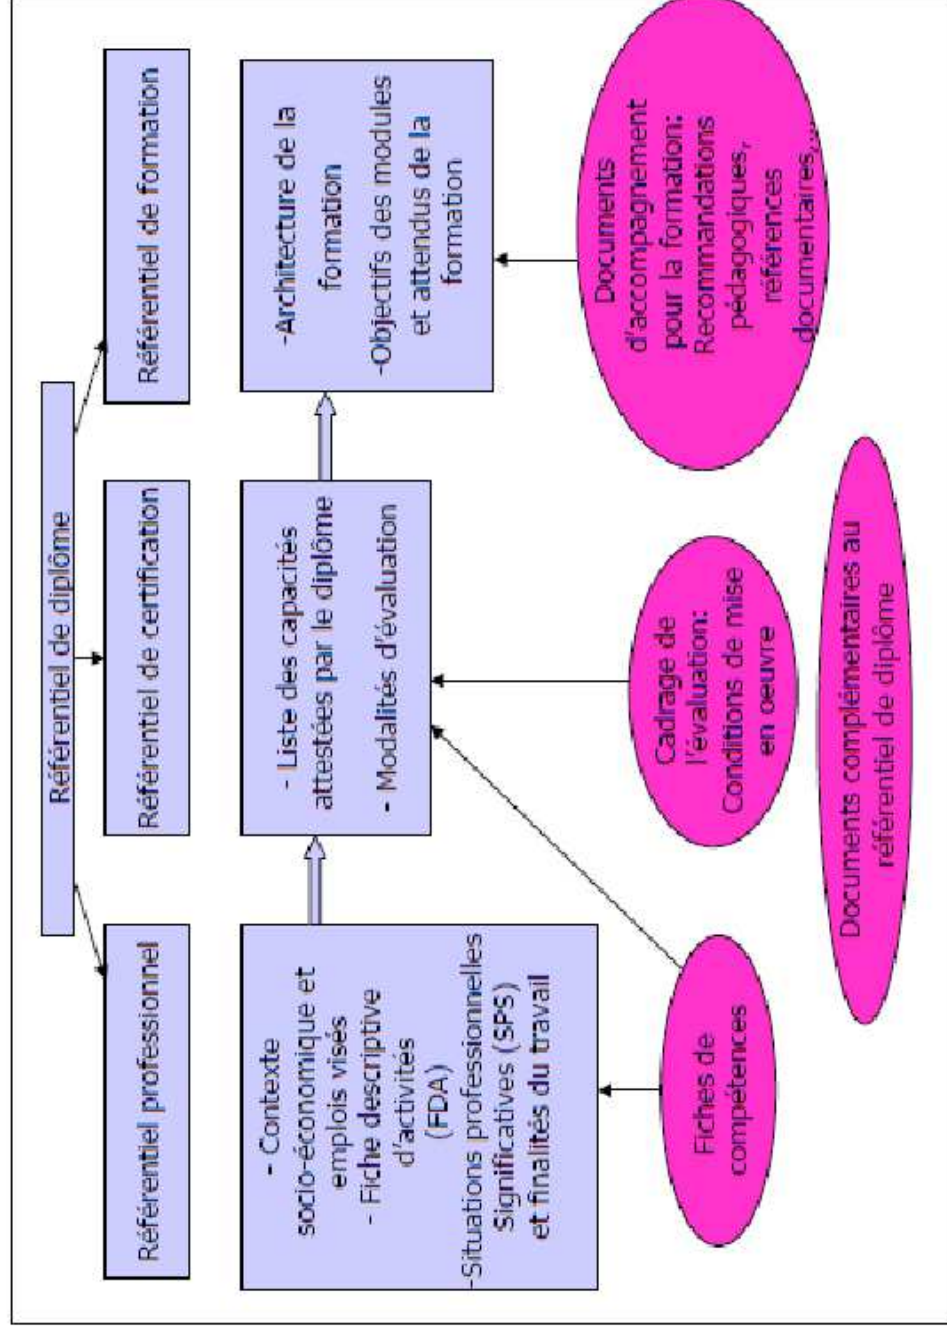 Référentiel de diplôme
Référentiel professionnel
Référentiel de certification
Référentiel de formation
- Contexte
socio-économique et
emplois visés
- Fiche descriptive
d'activités
(FDA)
-Situations professionnelles
Significatives (SPS)
et finalités du travail
- Liste des capacités
attestées par le diplôme
- Modalités d'évaluation
-Architecture de la
formation
-Objectifs des modules
et attendus de la
formation
Fiches de
compétences
Cadrage de
l'évaluation:
Conditions de mise
en oeuvre
Documents
d'accompagnement
pour la formation:
Recommandations
pédagogiques,
références
documentaires,...
Documents complémentaires au
référentiel de diplôme